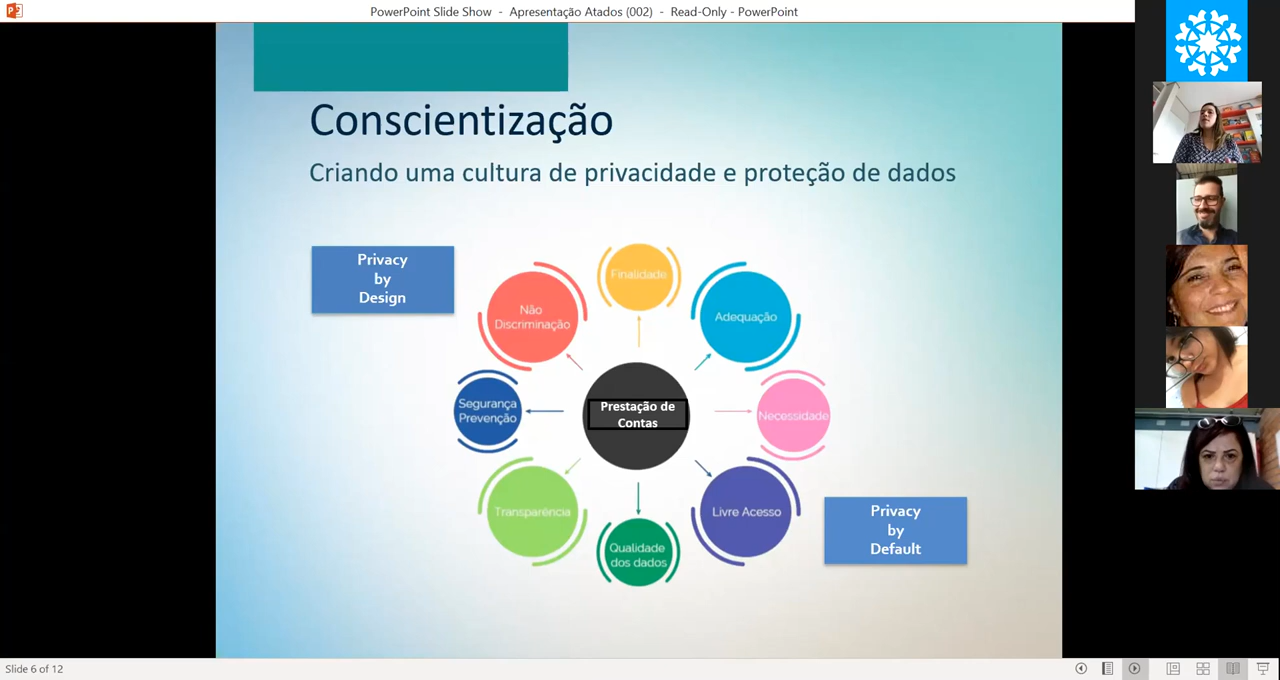 PowerPoint Slide Show - Apresentação Atados (002) - Read-Only - PowerPoint
Conscientização
Criando uma cultura de privacidade e proteção de dados
Privacy
by
Design
Finalidade
Não
Discriminação
Adequação
Segurança
Prevenção
Prestação de
Contas
Necessidade
Transparência
Livre Acesso
Qualidade
dos dados
Privacy
by
Default
Slide 6 of 12